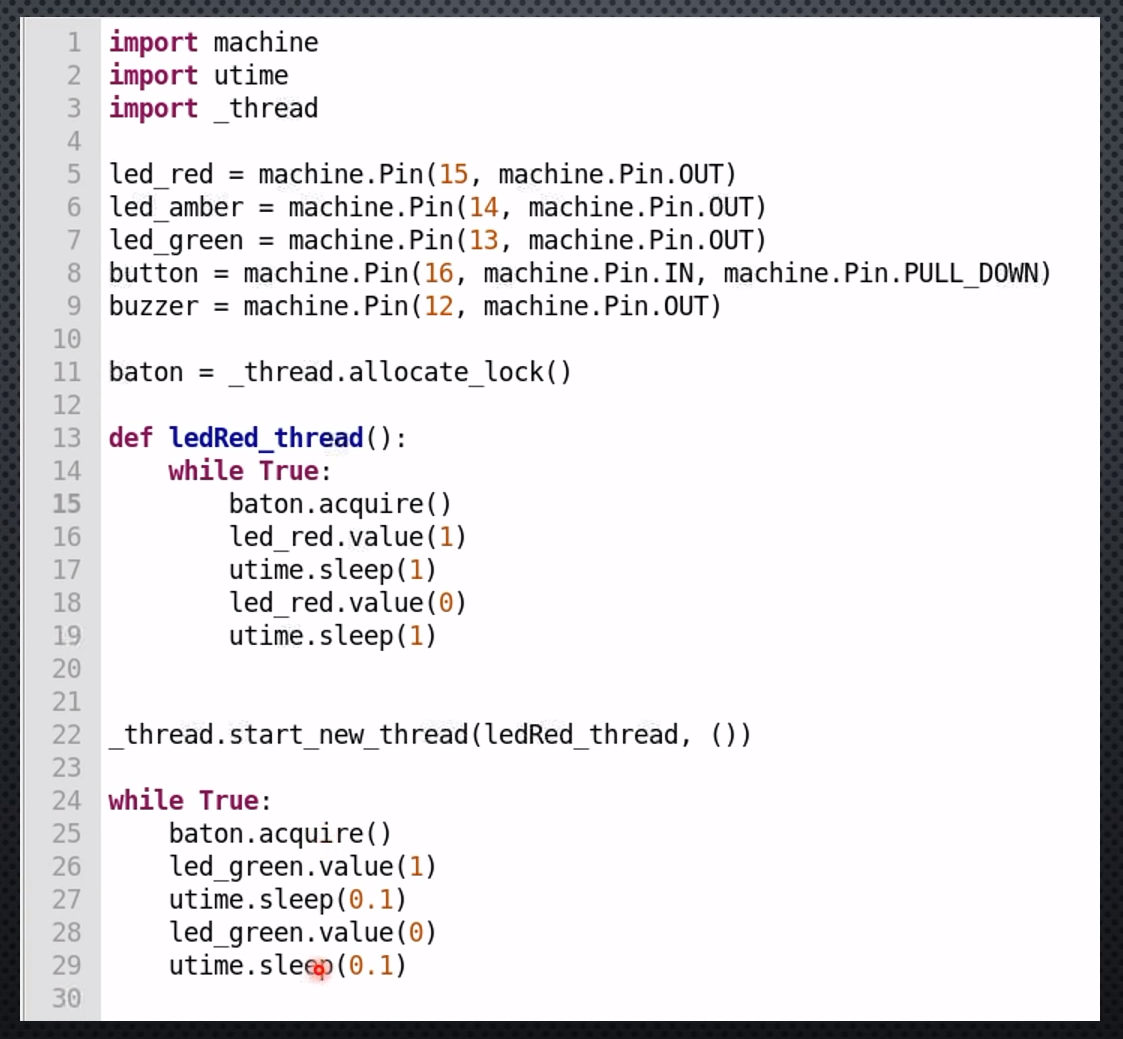 1 import machine
2 import utime
3 import _thread
4
5 led_red = machine.Pin(15, machine.Pin.OUT)
6 led_amber = machine.Pin(14, machine.Pin.OUT)
7 led_green = machine.Pin(13, machine.Pin.OUT)
8 button = machine.Pin(16, machine.Pin.IN, machine.Pin.PULL_DOWN)
9 buzzer = machine.Pin(12, machine.Pin.OUT)
10
11 baton = _thread.allocate_lock()
12
13 def ledRed_thread():
14     while True:
15         baton.acquire()
16         led_red.value(1)
17         utime.sleep(1)
18         led_red.value(0)
19         utime.sleep(1)
20
21
22 _thread.start_new_thread(ledRed_thread, ())
23
24 while True:
25     baton.acquire()
26     led_green.value(1)
27     utime.sleep(0.1)
28     led_green.value(0)
29     utime.sleep(0.1)
30